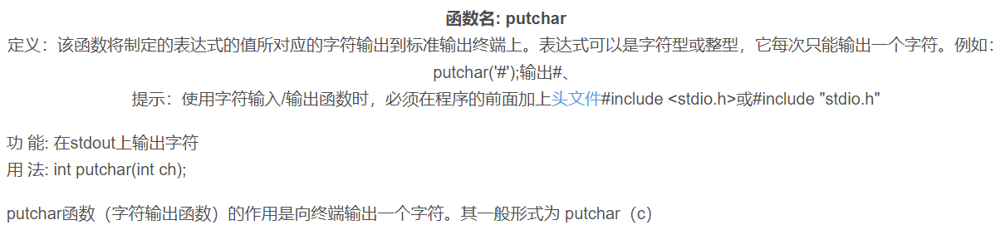 函数名: putchar
定义：该函数将制定的表达式的值所对应的字符输出到标准输出终端上。表达式可以是字符型或整型，它每次只能输出一个字符。例如：
putchar('#');输出#、
提示：使用字符输入/输出函数时，必须在程序的前面加上头文件#include <stdio.h>或#include "stdio.h"
功 能: 在stdout上输出字符
用 法: int putchar(int ch);
putchar函数（字符输出函数）的作用是向终端输出一个字符。其一般形式为 putchar（c）